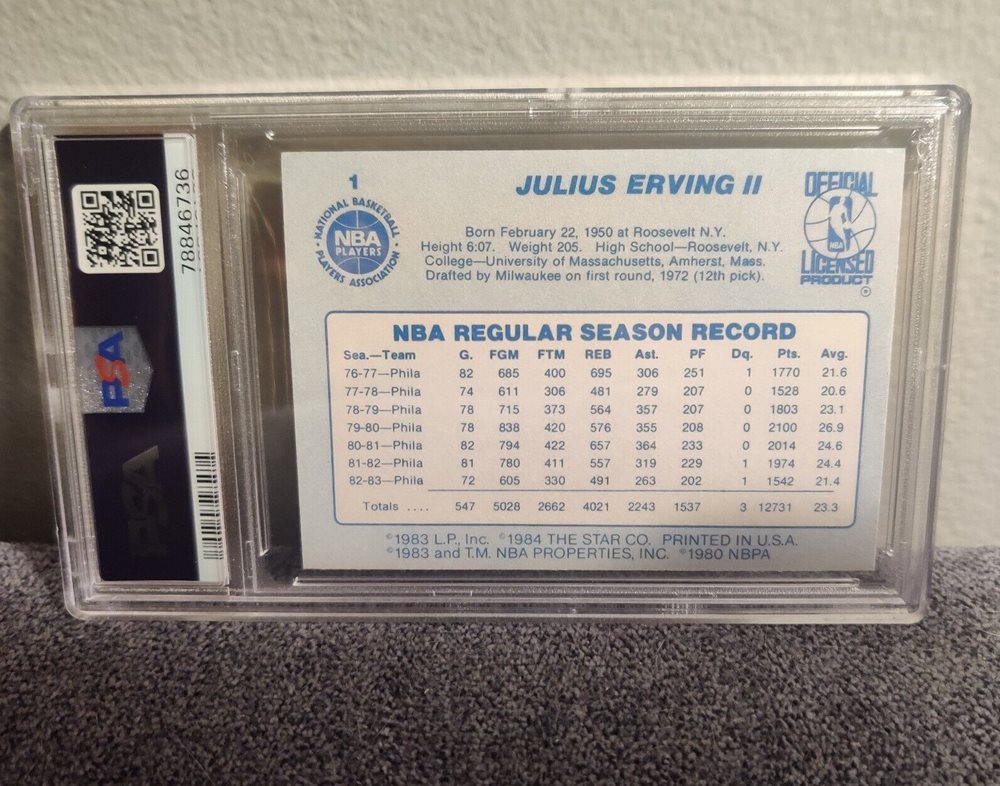 78846736
PSA
PSA
1
NATIONAL BASKETBALL
NBA
PLAYERS
PLAYERS ASSOCIATION
JULIUS ERVING II
Born February 22, 1950 at Roosevelt N.Y.
Height 6:07. Weight 205. High School—Roosevelt, N.Y.
College—University of Massachusetts, Amherst, Mass.
Drafted by Milwaukee on first round, 1972 (12th pick).
OFFICIAL
NBA
LICENSED
PRODUCT
®
NBA REGULAR SEASON RECORD
Sea.—Team G. FGM FTM REB Ast. PF Dq. Pts. Avg.
76-77—Phila 82 685 400 695 306 251 1 1770 21.6
77-78—Phila 74 611 306 481 279 207 0 1528 20.6
78-79—Phila 78 715 373 564 357 207 0 1803 23.1
79-80—Phila 78 838 420 576 355 208 0 2100 26.9
80-81—Phila 82 794 422 657 364 233 0 2014 24.6
81-82—Phila 81 780 411 557 319 229 1 1974 24.4
82-83—Phila 72 605 330 491 263 202 1 1542 21.4
Totals .... 547 5028 2662 4021 2243 1537 3 12731 23.3
©1983 L.P., Inc. ©1984 THE STAR CO. PRINTED IN U.S.A.
©1983 and T.M. NBA PROPERTIES, INC. ©1980 NBPA